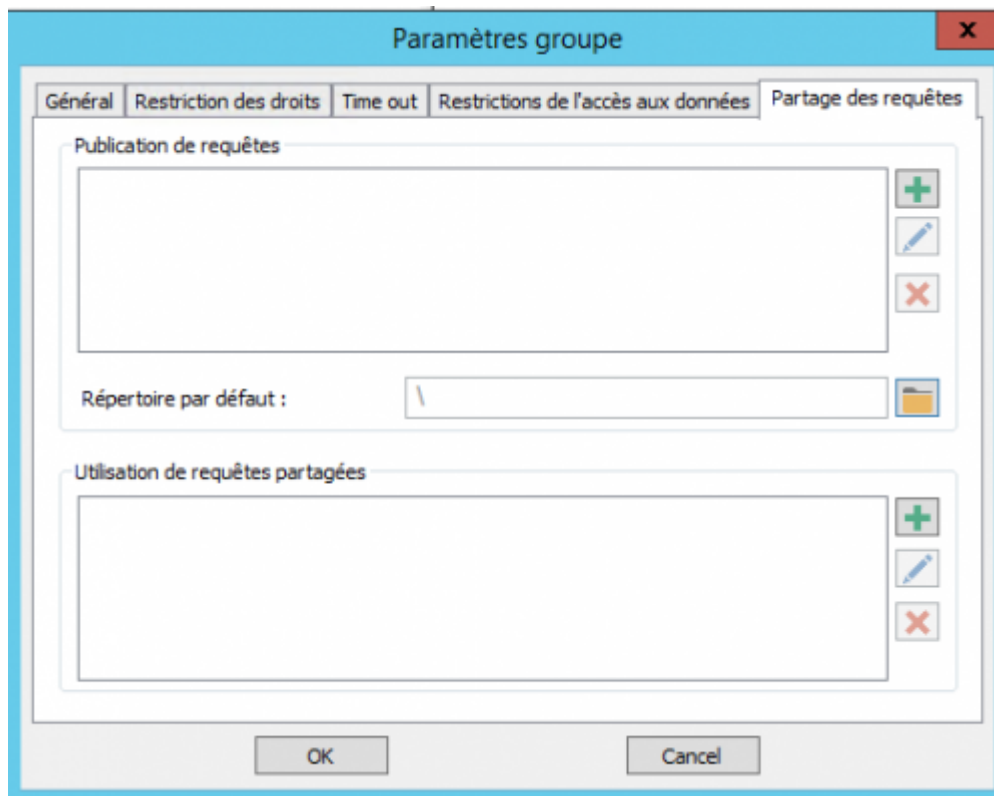 Paramètres groupe
x
Général Restriction des droits Time out Restrictions de l'accès aux données Partage des requêtes
Publication de requêtes
Répertoire par défaut : \
Utilisation de requêtes partagées
OK Cancel